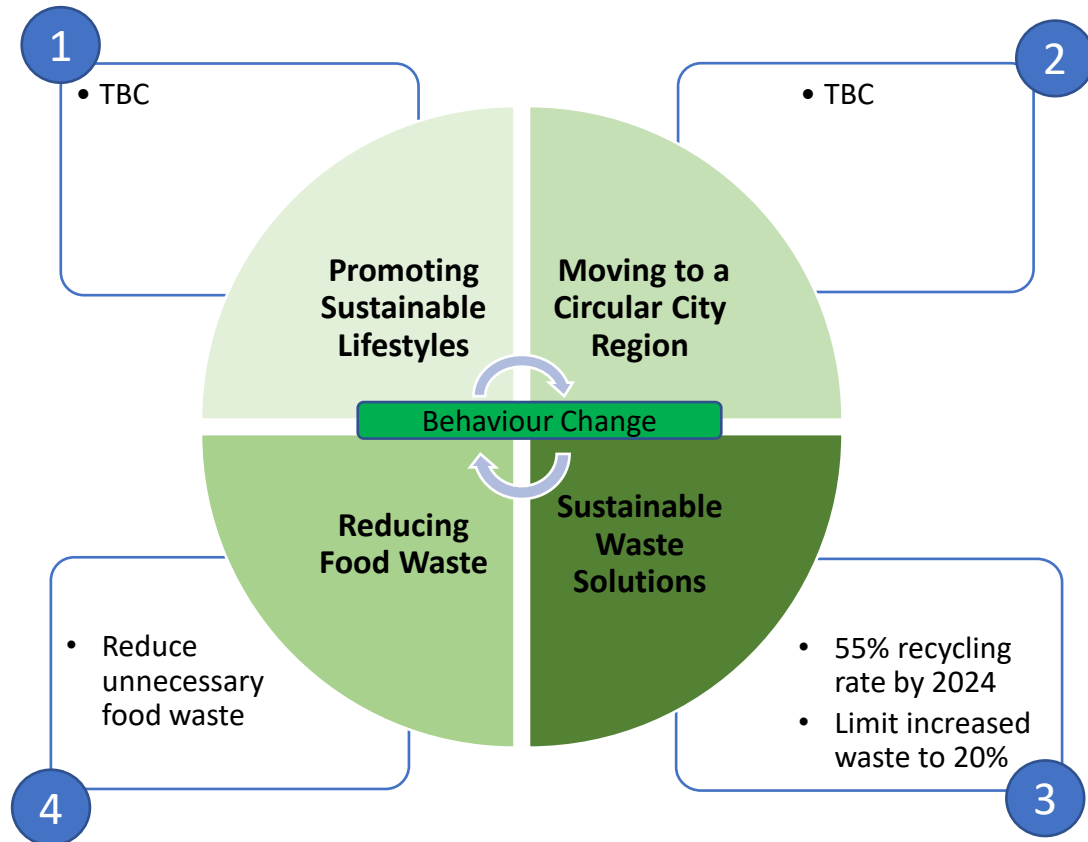 1
• TBC
2
• TBC
Promoting
Sustainable
Lifestyles
Moving to a
Circular City
Region
Behaviour Change
Reducing
Food Waste
Sustainable
Waste
Solutions
• Reduce
unnecessary
food waste
4
• 55% recycling
rate by 2024
• Limit increased
waste to 20%
3